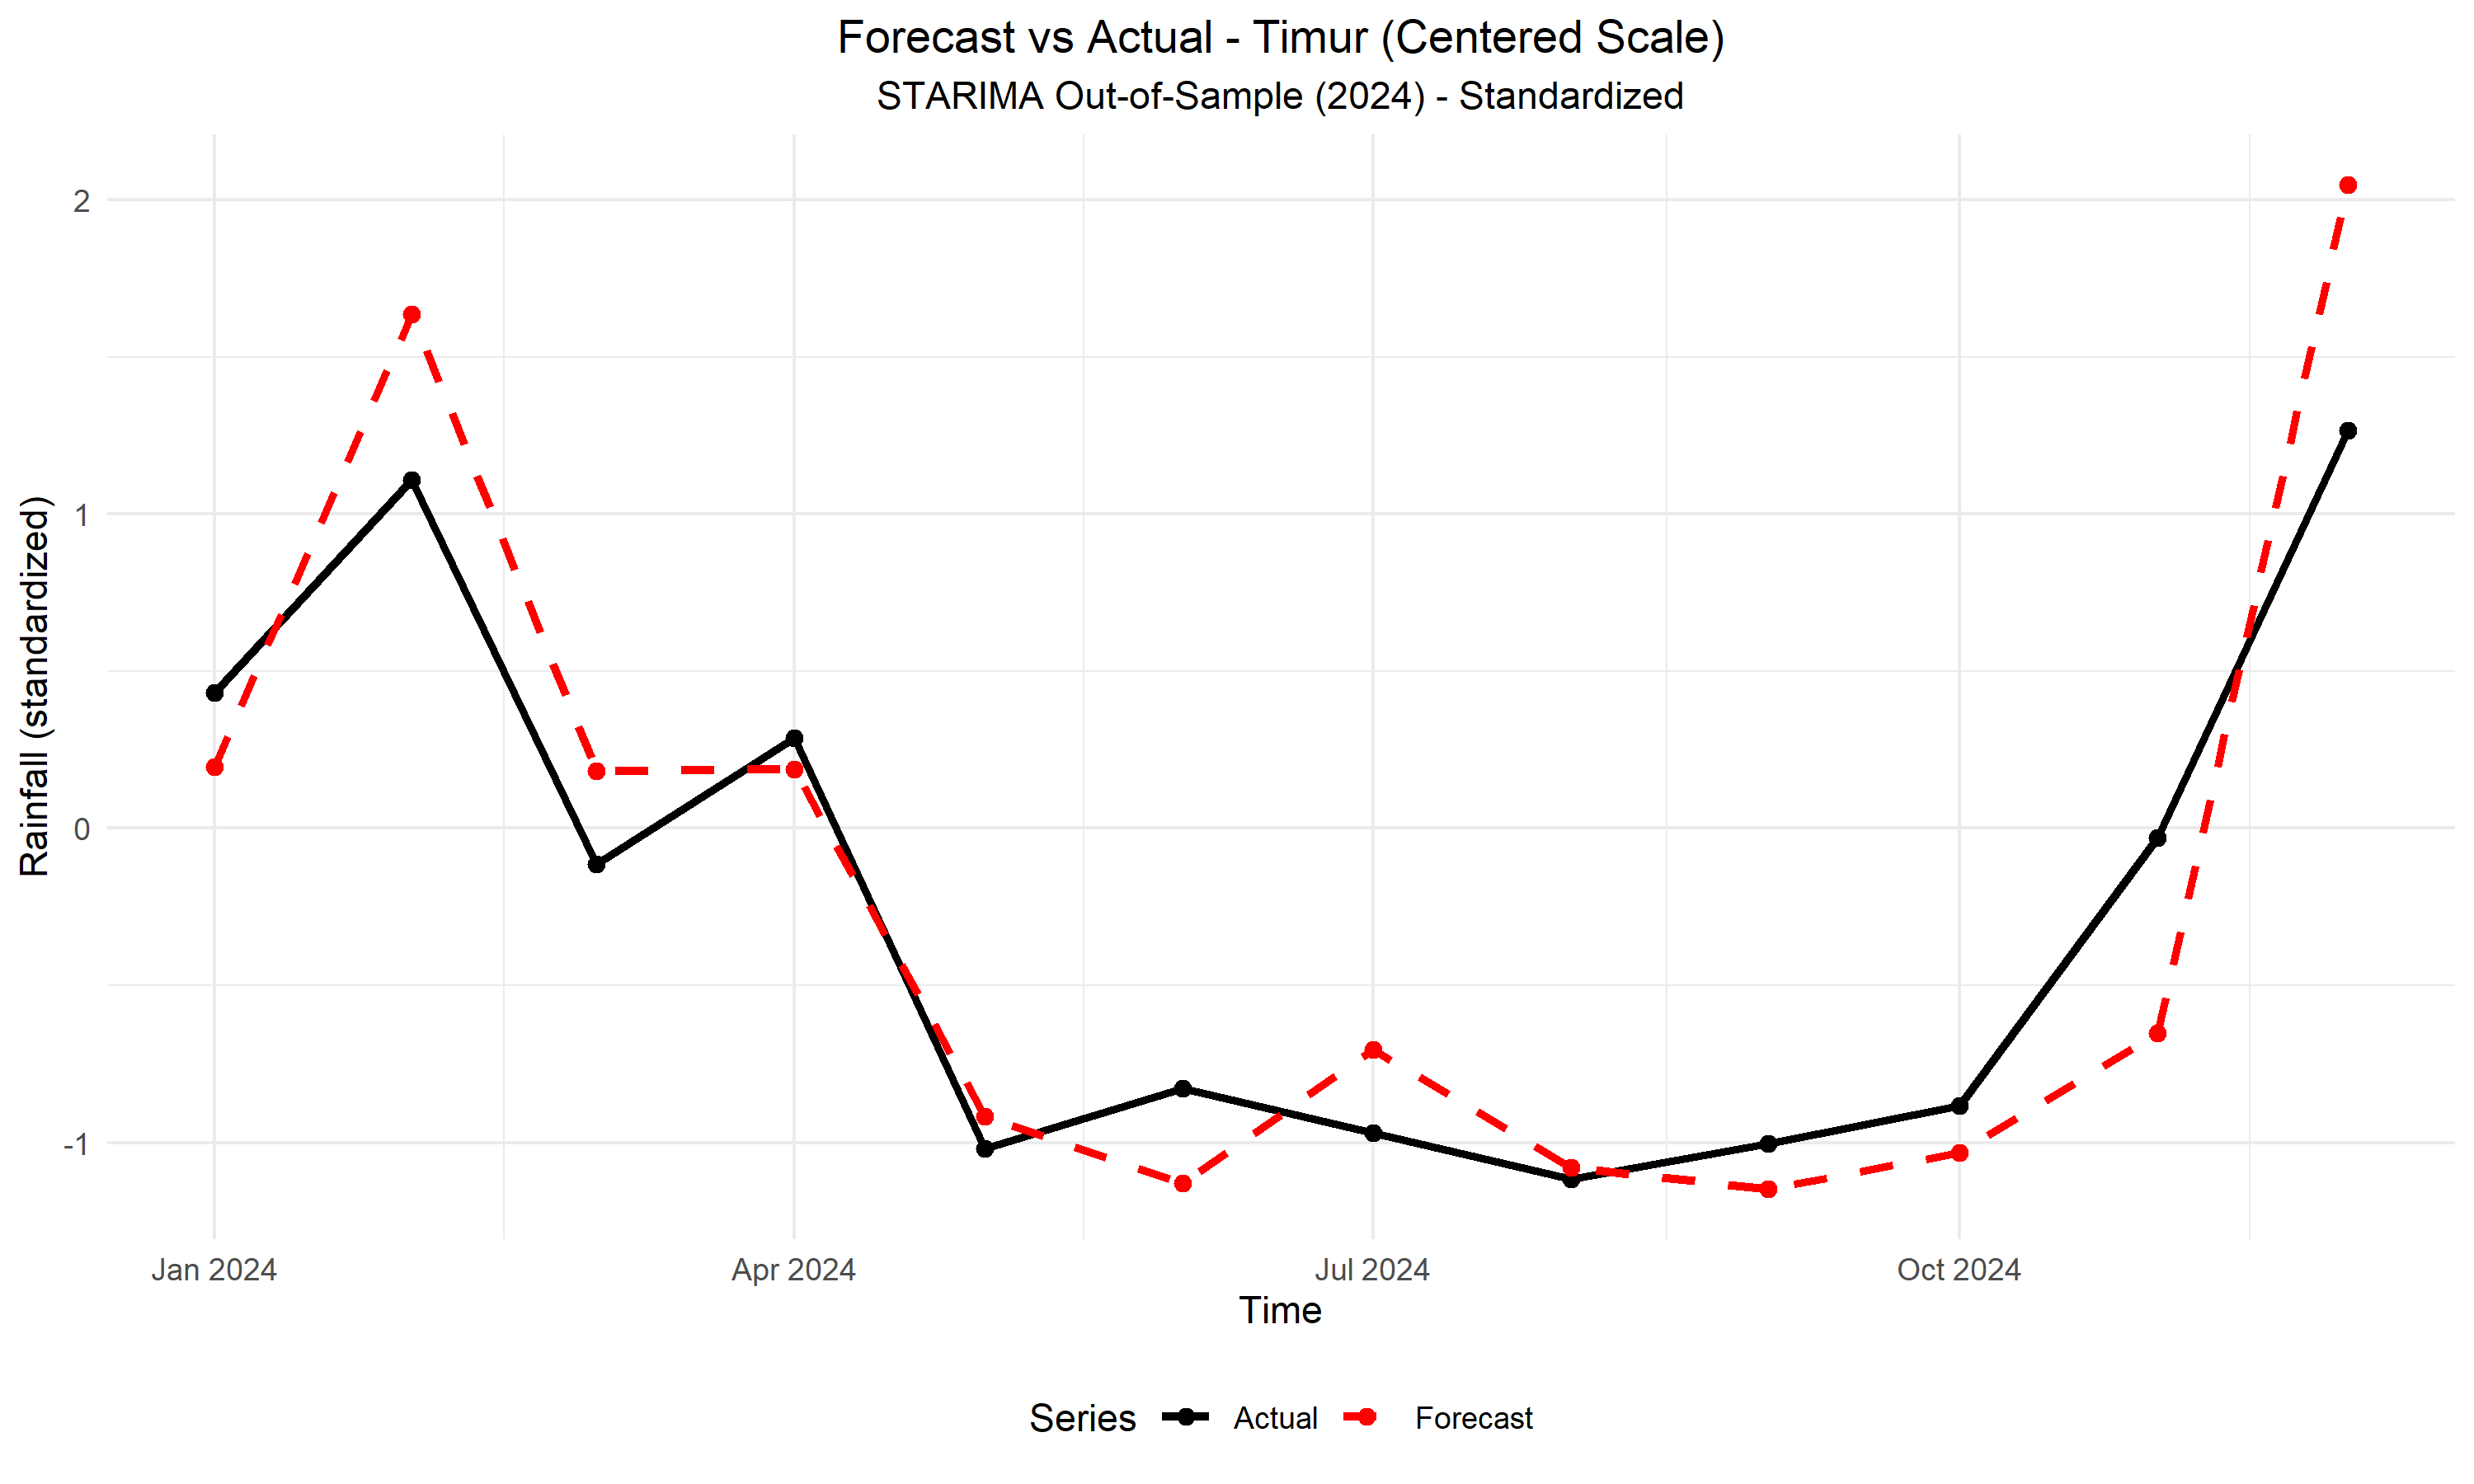 Forecast vs Actual - Timur (Centered Scale)
STARIMA Out-of-Sample (2024) - Standardized
Rainfall (standardized)
2
1
0
-1
Jan 2024 Apr 2024 Jul 2024 Oct 2024
Time
Series Actual Forecast